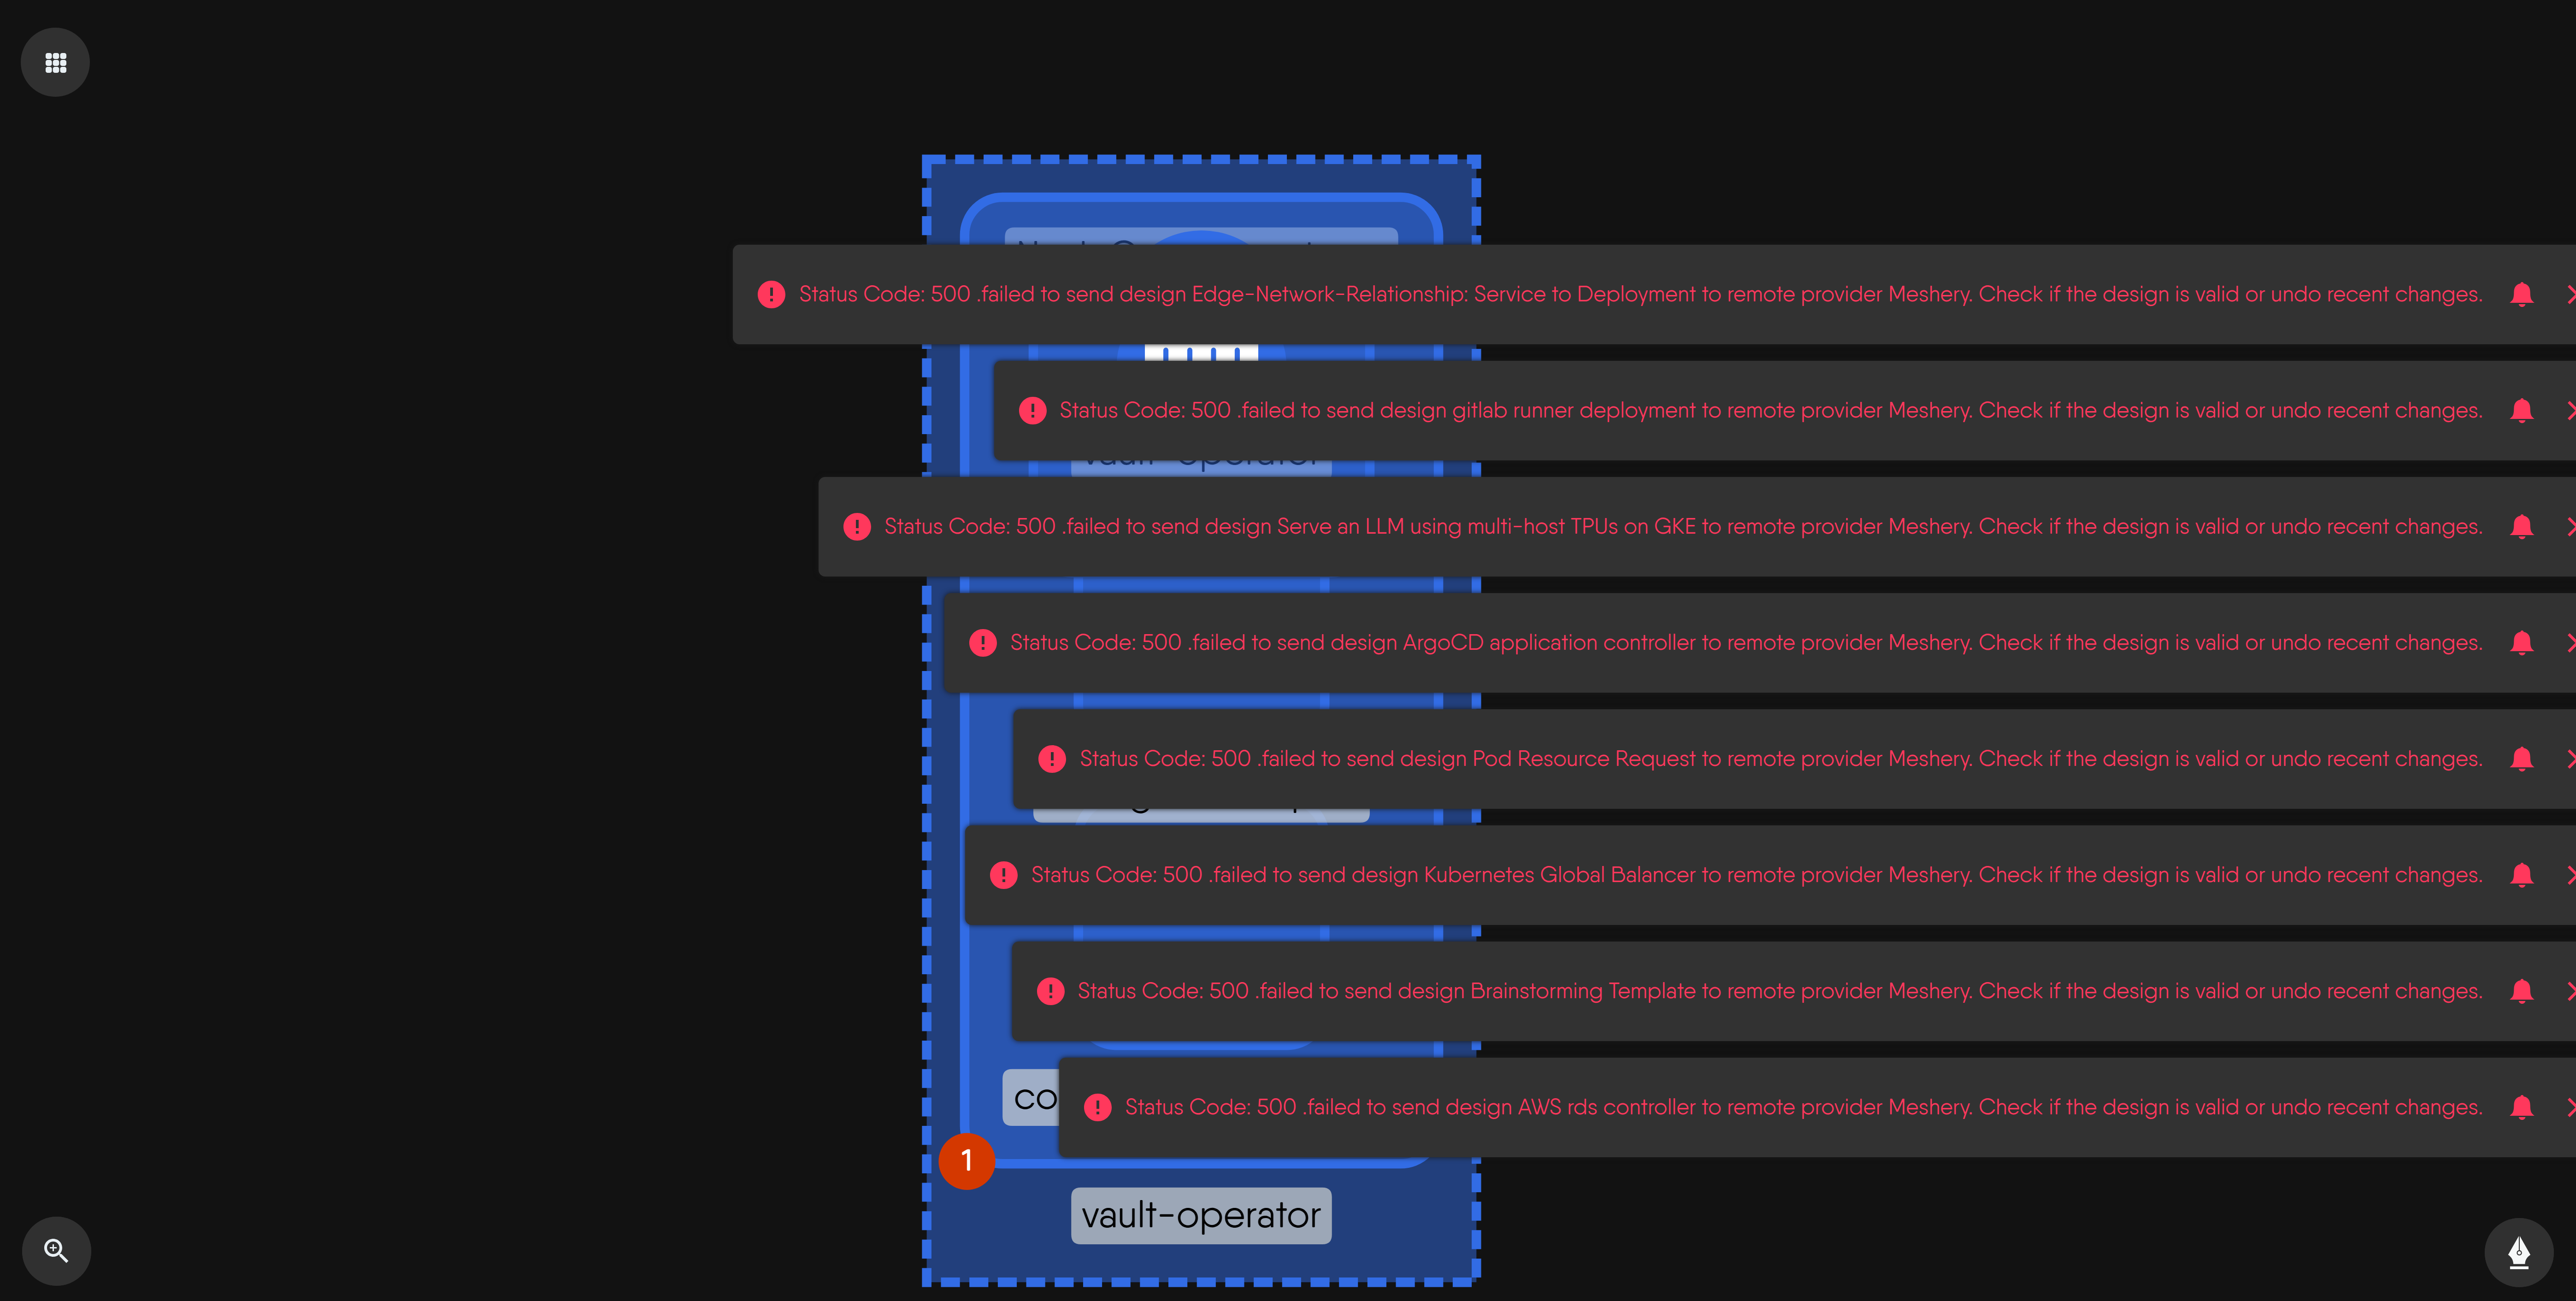 Status Code: 500 .failed to send design Edge-Network-Relationship: Service to Deployment to remote provider Meshery. Check if the design is valid or undo recent changes.
Status Code: 500 .failed to send design gitlab runner deployment to remote provider Meshery. Check if the design is valid or undo recent changes.
vault-operator
Status Code: 500 .failed to send design Serve an LLM using multi-host TPUs on GKE to remote provider Meshery. Check if the design is valid or undo recent changes.
Status Code: 500 .failed to send design ArgoCD application controller to remote provider Meshery. Check if the design is valid or undo recent changes.
Status Code: 500 .failed to send design Pod Resource Request to remote provider Meshery. Check if the design is valid or undo recent changes.
Status Code: 500 .failed to send design Kubernetes Global Balancer to remote provider Meshery. Check if the design is valid or undo recent changes.
Status Code: 500 .failed to send design Brainstorming Template to remote provider Meshery. Check if the design is valid or undo recent changes.
co
Status Code: 500 .failed to send design AWS rds controller to remote provider Meshery. Check if the design is valid or undo recent changes.
1
vault-operator